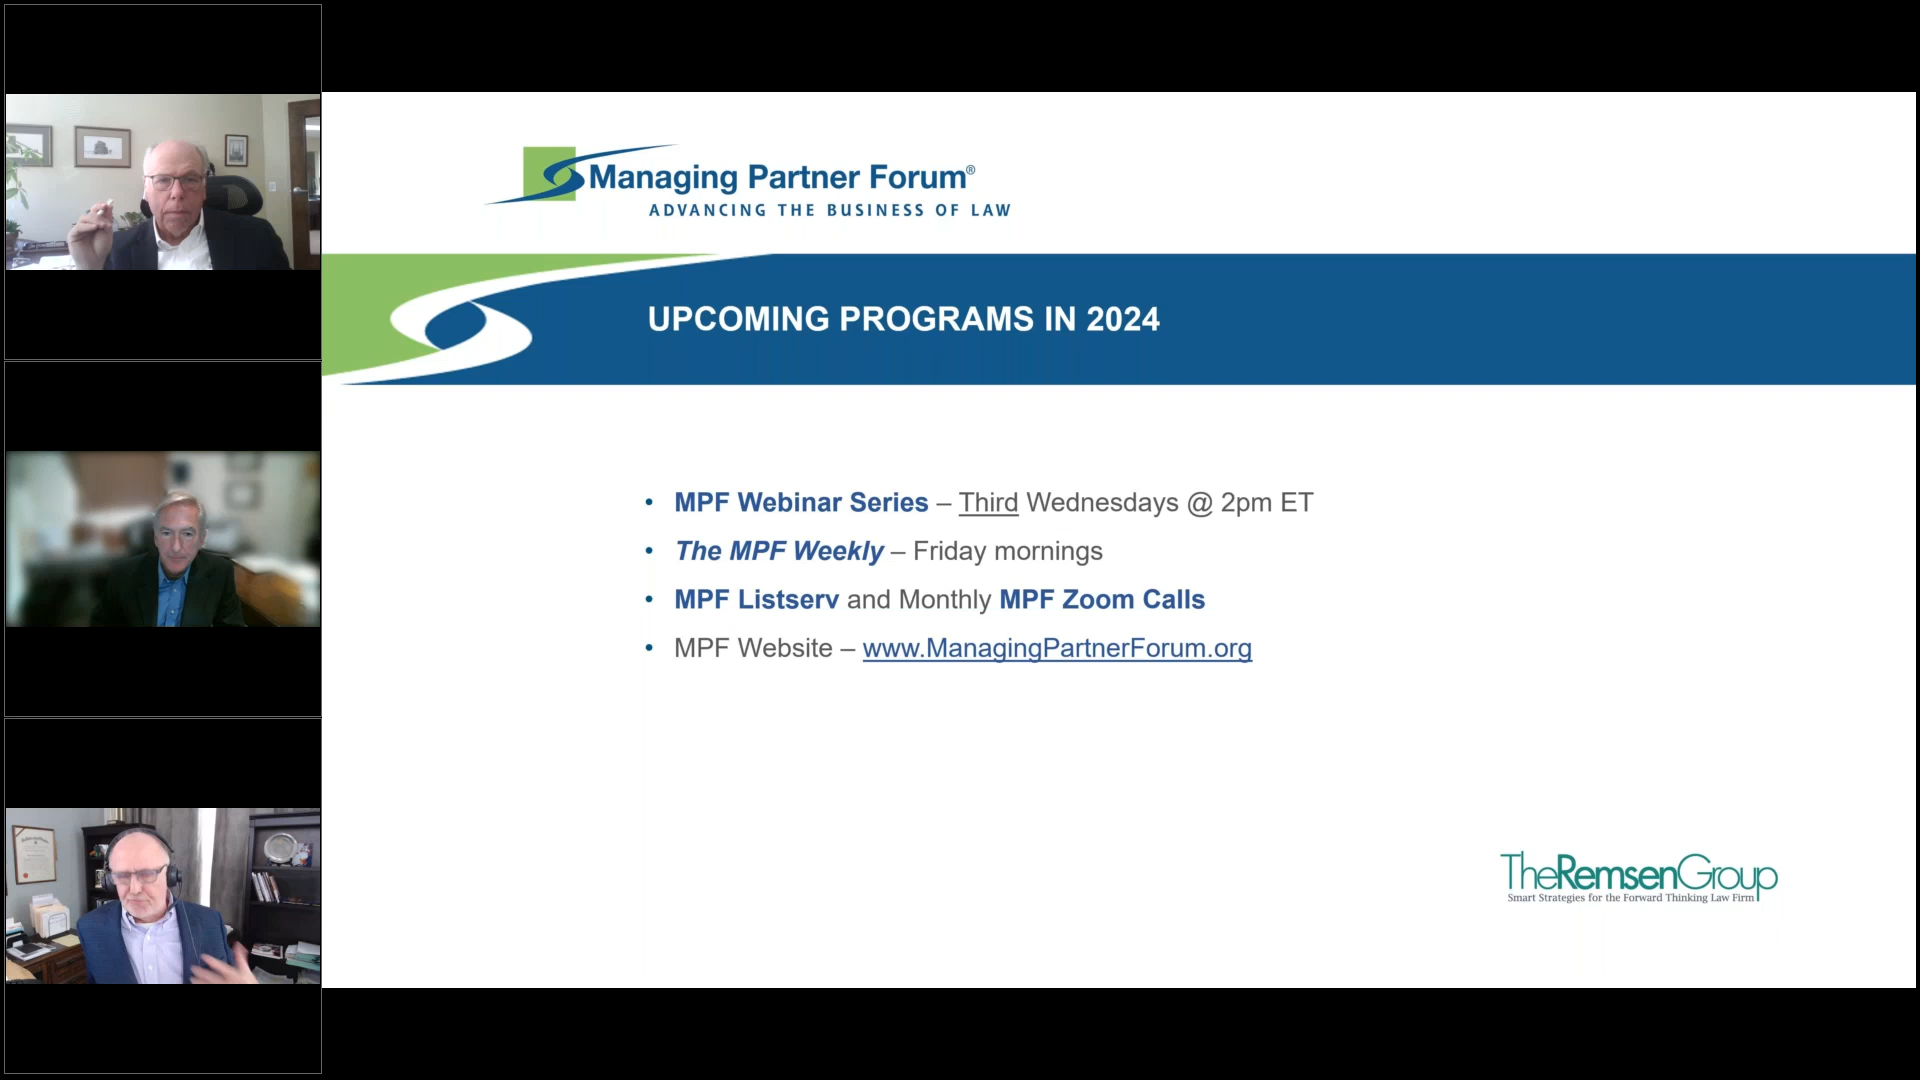 Managing Partner Forum®
ADVANCING THE BUSINESS OF LAW
UPCOMING PROGRAMS IN 2024
• MPF Webinar Series – Third Wednesdays @ 2pm ET
• The MPF Weekly – Friday mornings
• MPF Listserv and Monthly MPF Zoom Calls
• MPF Website – www.ManagingPartnerForum.org
TheRemsenGroup
Smart Strategies for the Forward Thinking Law Firm